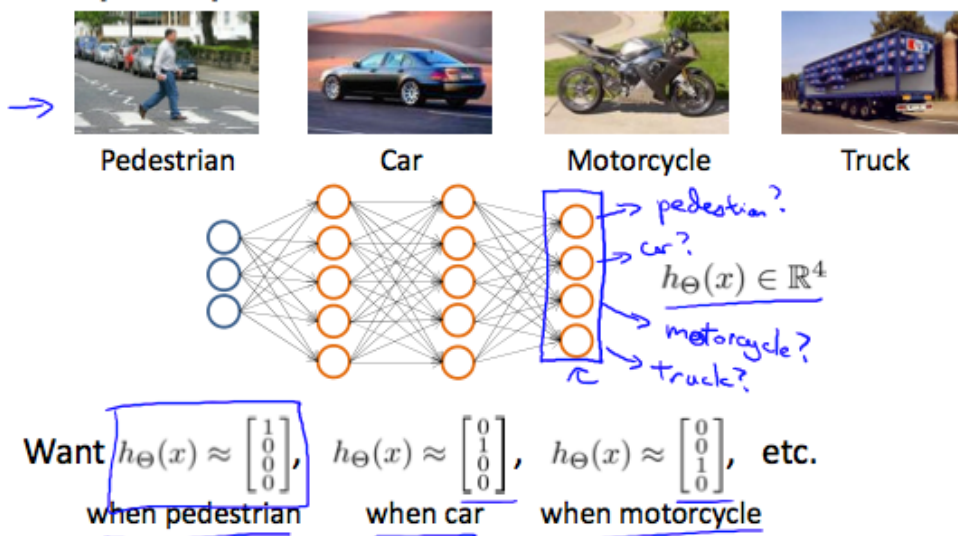 Pedestrian Car Motorcycle Truck
pedestian?
car?
hΘ(x) ∈ ℝ⁴
motorcycle?
truck?
Want hΘ(x) ≈ [1 0 0 0], hΘ(x) ≈ [0 1 0 0], hΘ(x) ≈ [0 0 1 0], etc.
when pedestrian when car when motorcycle